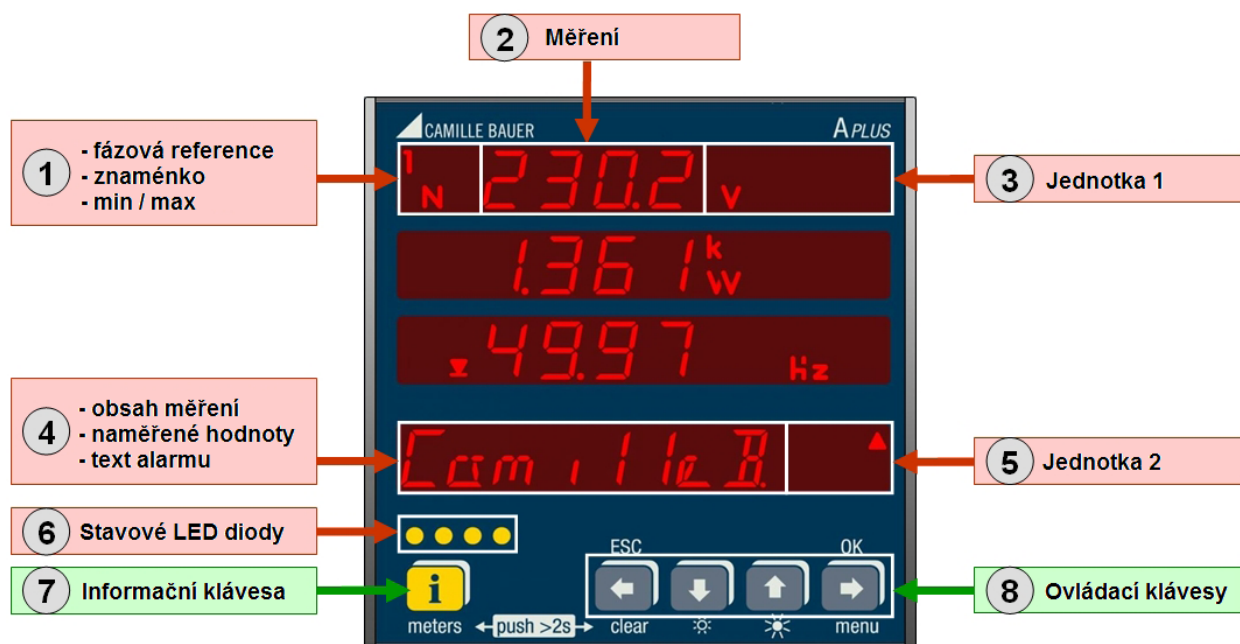 2 Měření
CAMILLE BAUER APLUS
1 - fázová reference
- znaménko
- min / max
1 N 230.2 V
3 Jednotka 1
1.361 kW
49.97 Hz
4 - obsah měření
- naměřené hodnoty
- text alarmu
Camille B.
5 Jednotka 2
6 Stavové LED diody
ESC OK
7 Informační klávesa
i
8 Ovládací klávesy
meters push >2s clear menu